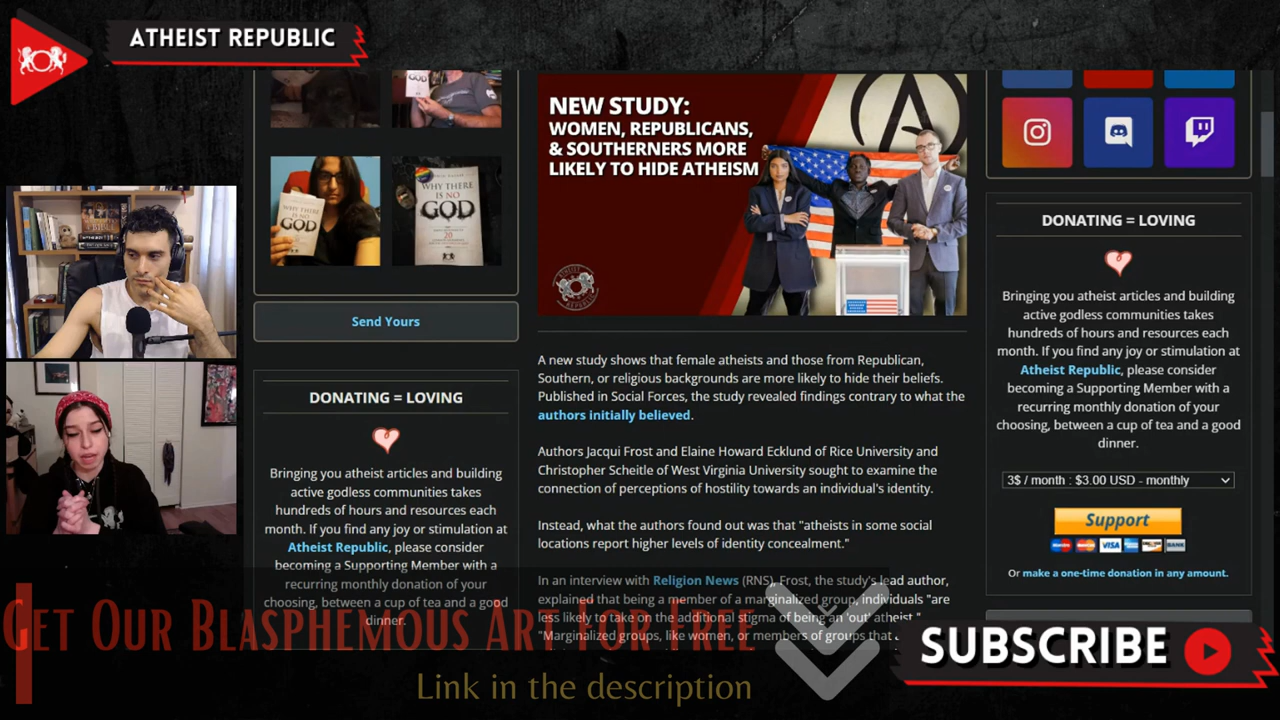 ATHEIST REPUBLIC
WHY THERE
IS NO
GOD
WHY THERE
IS NO
GOD
20
Send Yours
DONATING = LOVING
Bringing you atheist articles and building
active godless communities takes
hundreds of hours and resources each
month. If you find any joy or stimulation at
Atheist Republic, please consider
becoming a Supporting Member with a
recurring monthly donation of your
choosing, between a cup of tea and a good
dinner.
NEW STUDY:
WOMEN, REPUBLICANS,
& SOUTHERNERS MORE
LIKELY TO HIDE ATHEISM
A new study shows that female atheists and those from Republican,
Southern, or religious backgrounds are more likely to hide their beliefs.
Published in Social Forces, the study revealed findings contrary to what the
authors initially believed.
Authors Jacqui Frost and Elaine Howard Ecklund of Rice University and
Christopher Scheitle of West Virginia University sought to examine the
connection of perceptions of hostility towards an individual's identity.
Instead, what the authors found out was that "atheists in some social
locations report higher levels of identity concealment."
In an interview with Religion News (RNS), Frost, the study's lead author,
explained that being a member of a marginalized group, individuals "are
less likely to take on the additional stigma of being an 'out' atheist."
"Marginalized groups, like women, or members of groups that
DONATING = LOVING
Bringing you atheist articles and building
active godless communities takes
hundreds of hours and resources each
month. If you find any joy or stimulation at
Atheist Republic, please consider
becoming a Supporting Member with a
recurring monthly donation of your
choosing, between a cup of tea and a good
dinner.
3$ / month : $3.00 USD - monthly
Support
VISA
BANK
Or make a one-time donation in any amount.
Get Our Blasphemous Art For Free
Link in the description
SUBSCRIBE